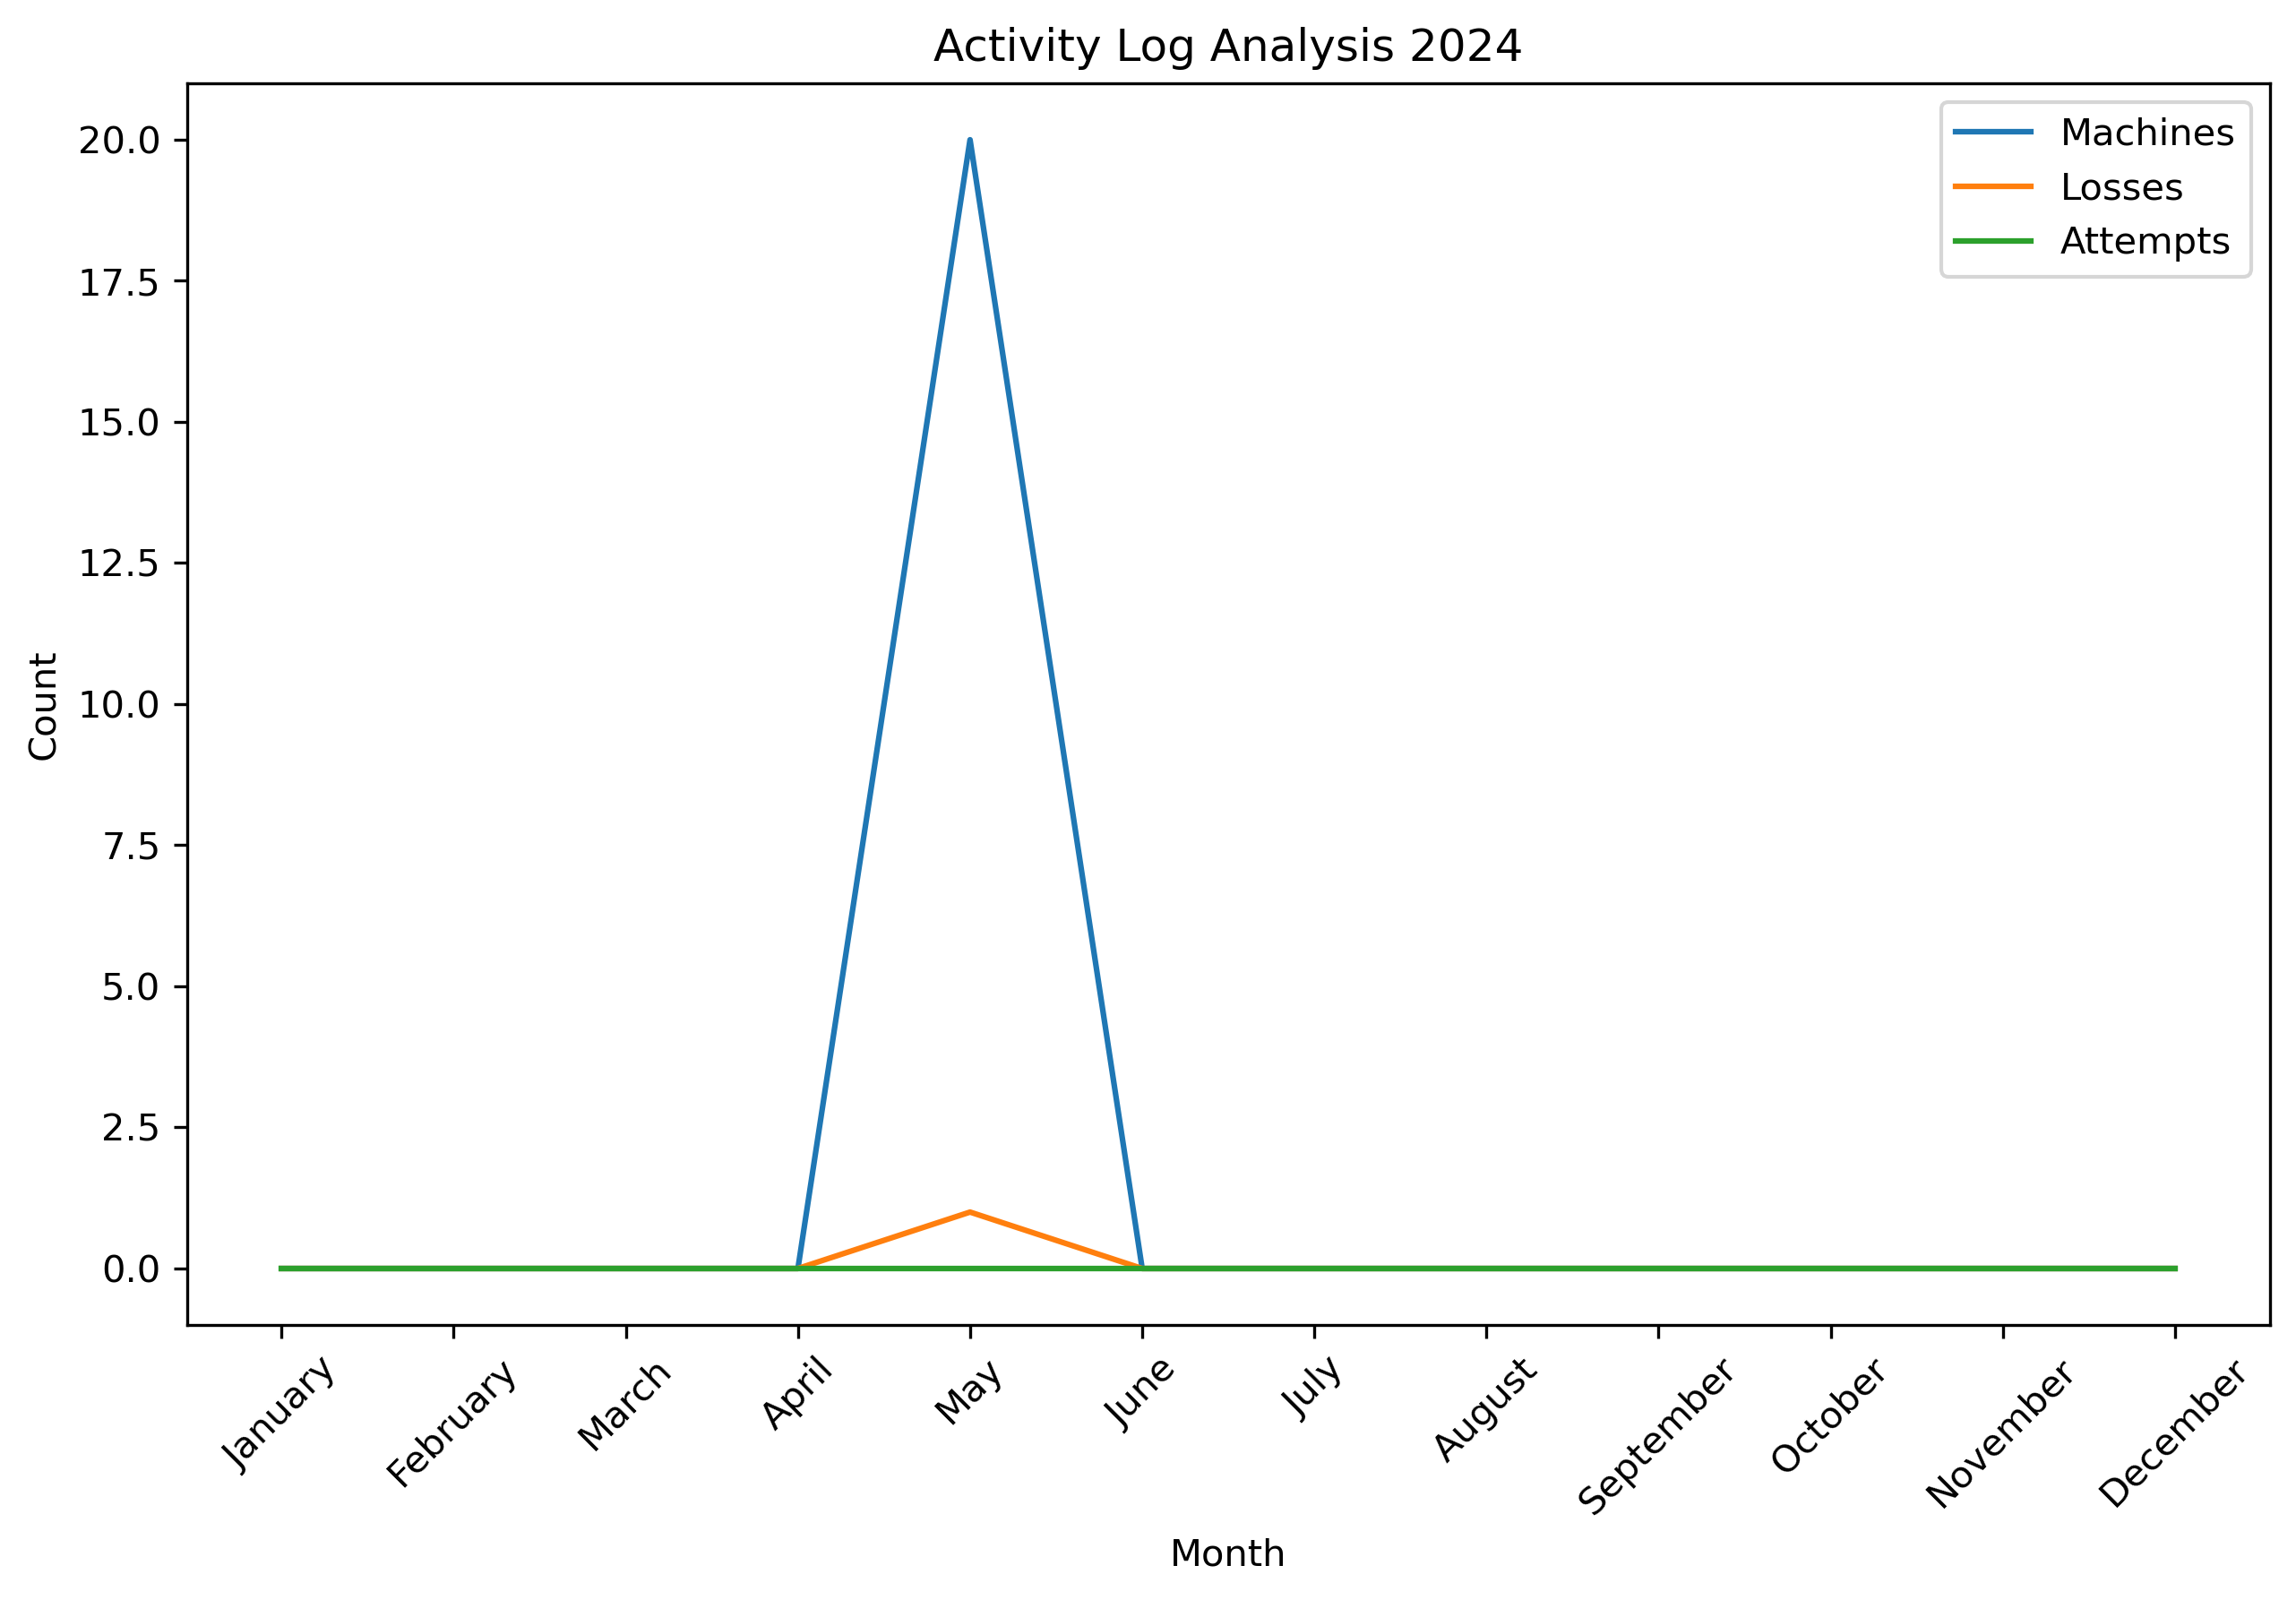 Activity Log Analysis 2024
Machines
Losses
Attempts
Count
20.0
17.5
15.0
12.5
10.0
7.5
5.0
2.5
0.0
January
February
March
April
May
June
July
August
September
October
November
December
Month